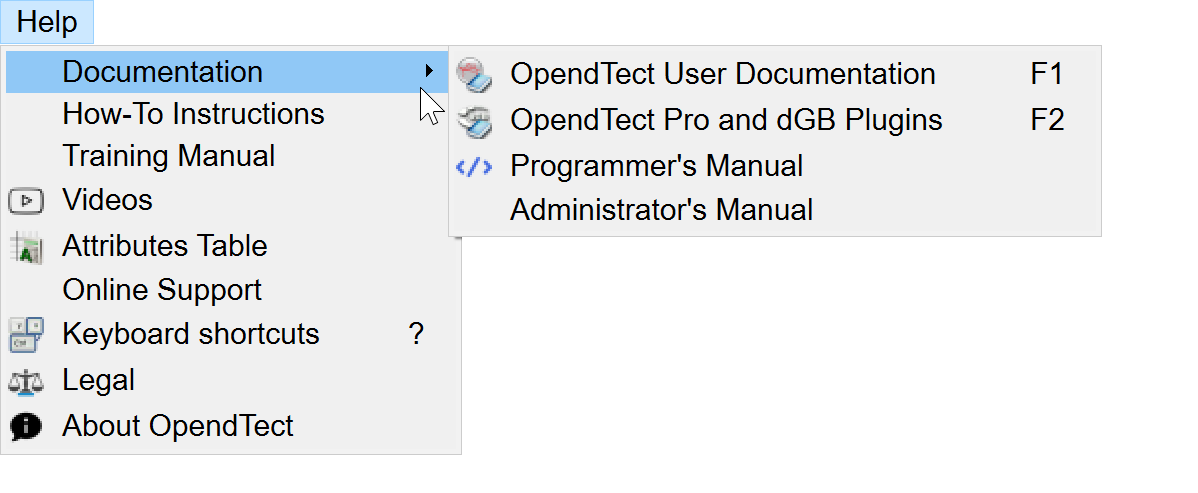 Help
Documentation
How-To Instructions
Training Manual
Videos
Attributes Table
Online Support
Keyboard shortcuts ?
Legal
About OpendTect
OpendTect User Documentation F1
OpendTect Pro and dGB Plugins F2
Programmer's Manual
Administrator's Manual